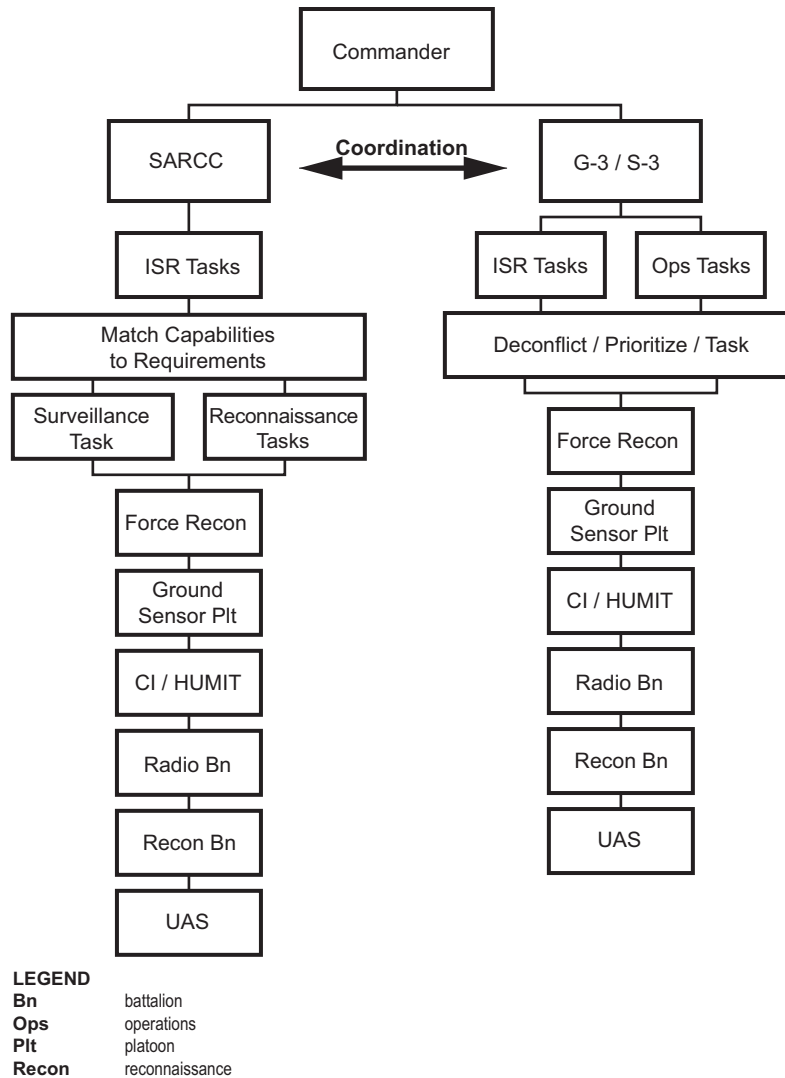 Commander
SARCC
Coordination
G-3 / S-3
ISR Tasks
ISR Tasks
Ops Tasks
Match Capabilities
to Requirements
Deconflict / Prioritize / Task
Surveillance
Task
Reconnaissance
Tasks
Force Recon
Ground
Sensor Plt
CI / HUMIT
Radio Bn
Recon Bn
UAS
Force Recon
Ground
Sensor Plt
CI / HUMIT
Radio Bn
Recon Bn
UAS
LEGEND
Bn battalion
Ops operations
Plt platoon
Recon reconnaissance